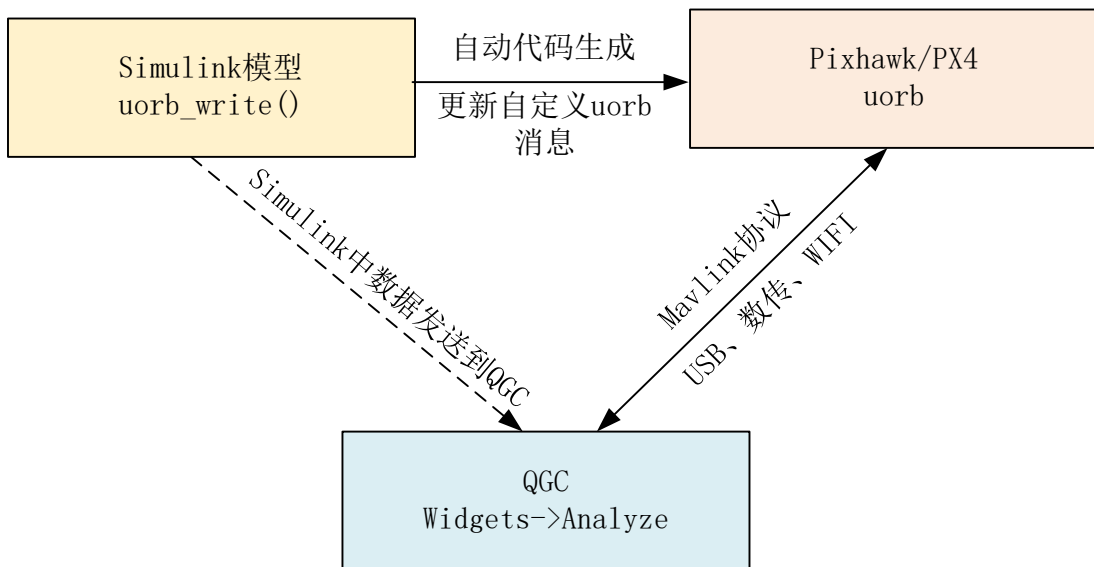 Simulink模型
uorb_write()
自动代码生成
更新自定义uorb
消息
Pixhawk/PX4
uorb
Simulink中数据发送到QGC
Mavlink协议
USB、数传、WIFI
QGC
Widgets->Analyze